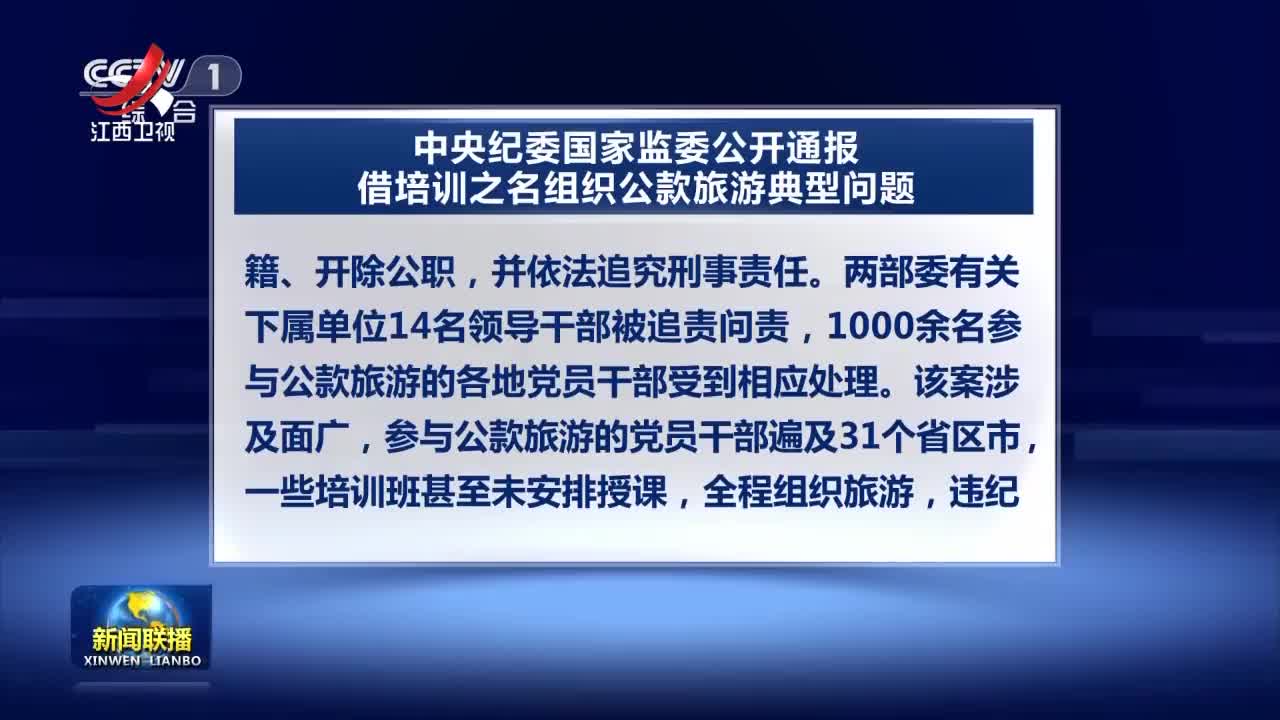 CCTV 1
综合
江西卫视
中央纪委国家监委公开通报
借培训之名组织公款旅游典型问题
籍、开除公职，并依法追究刑事责任。两部委有关
下属单位14名领导干部被追责问责，1000余名参
与公款旅游的各地党员干部受到相应处理。该案涉
及面广，参与公款旅游的党员干部遍及31个省区市，
一些培训班甚至未安排授课，全程组织旅游，违纪
新闻联播
XINWEN LIANBO